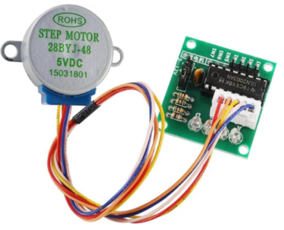 ROHS
STEP MOTOR
28BYJ-48
5VDC
15031801